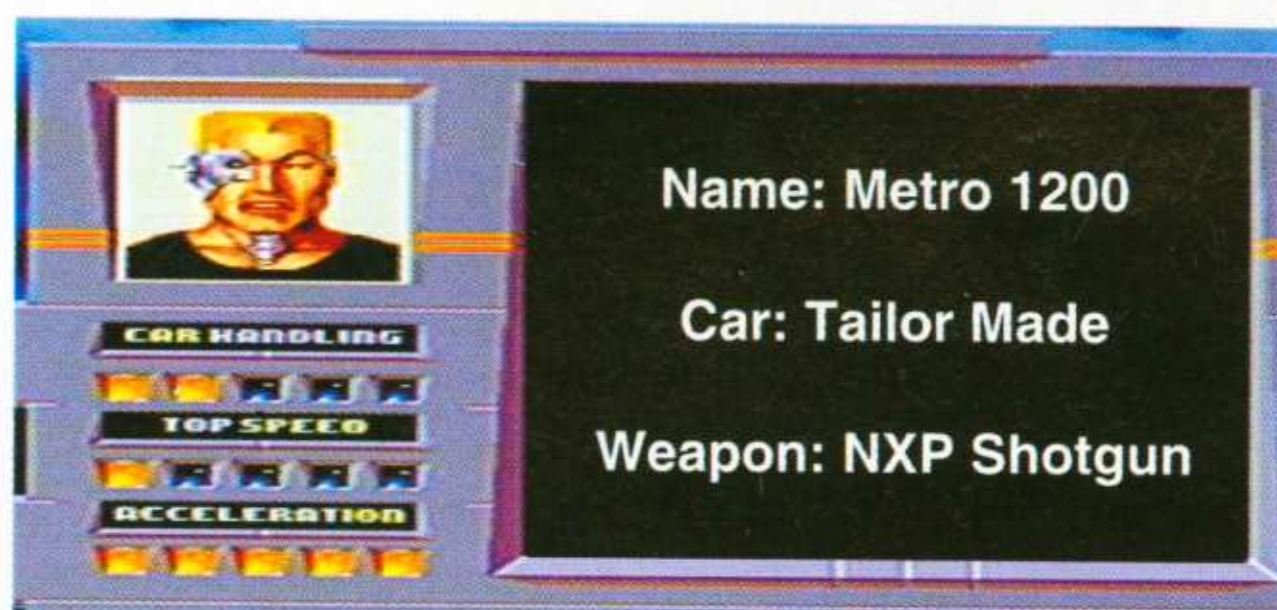 CAR HANDLING
TOP SPEED
ACCELERATION
Name: Metro 1200
Car: Tailor Made
Weapon: NXP Shotgun